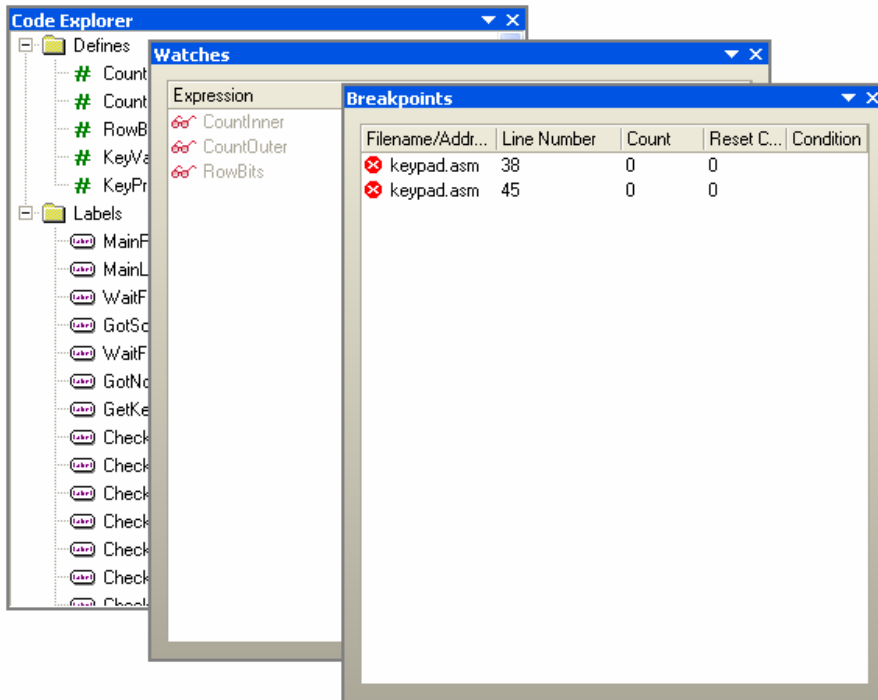 Code Explorer
Defines
# Count
# Count
# RowB
# KeyVa
# KeyPr
Labels
MainF
MainL
WaitF
GotSc
WaitF
GotNo
GetKe
Check
Check
Check
Check
Check
Check
Watches
Expression
CountInner
CountOuter
RowBits
Breakpoints
Filename/Addr... Line Number Count Reset C... Condition
keypad.asm 38 0 0
keypad.asm 45 0 0